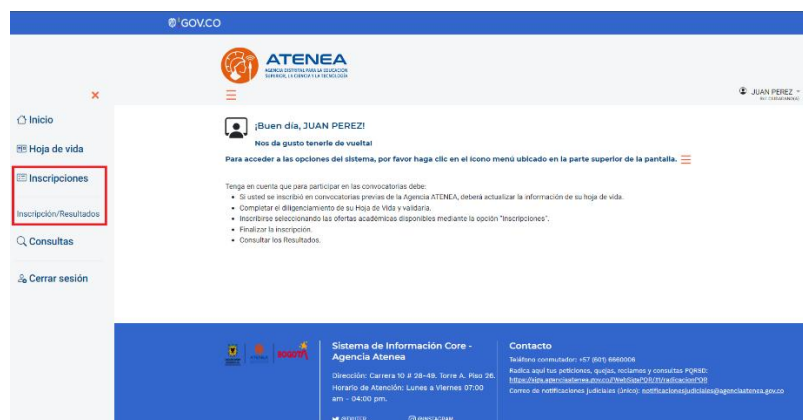 GOV.CO
ATENEA
AGENCIA DISTRITAL PARA LA EDUCACIÓN
SUPERIOR, LA CIENCIA Y LA TECNOLOGÍA
JUAN PEREZ
Inicio
Hoja de vida
Inscripciones
Inscripción/Resultados
Consultas
Cerrar sesión
¡Buen día, JUAN PEREZ!
Nos da gusto tenerle de vuelta!
Para acceder a las opciones del sistema, por favor haga clic en el ícono menú ubicado en la parte superior de la pantalla.
Tenga en cuenta que para participar en las convocatorias debe:
• Si usted se inscribió en convocatorias previas de la Agencia ATENEA, deberá actualizar la información de su hoja de vida.
• Completar el diligenciamiento de su Hoja de Vida y validarla.
• Inscribirse seleccionando las ofertas académicas disponibles mediante la opción "Inscripciones".
• Finalizar la inscripción.
• Consultar los Resultados.
BOGOTÁ
Sistema de Información Core -
Agencia Atenea
Dirección: Carrera 10 # 28-49. Torre A. Piso 26.
Horario de Atención: Lunes a Viernes 07:00
am - 04:00 pm.
Contacto
Teléfono conmutador: +57 (601) 6660006
Radica aquí tus peticiones, quejas, reclamos y consultas PQRSD:
Correo de notificaciones judiciales (único): notificacionesjudiciales@agenciaatenea.gov.co